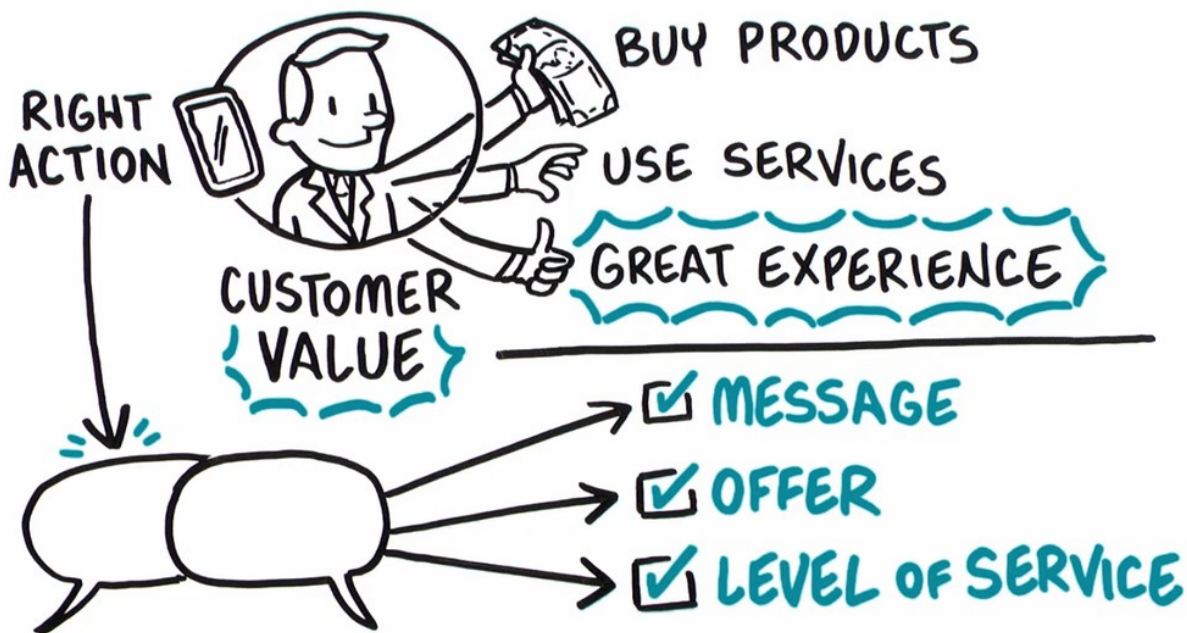 RIGHT
ACTION
BUY PRODUCTS
USE SERVICES
GREAT EXPERIENCE
CUSTOMER
VALUE
MESSAGE
OFFER
LEVEL OF SERVICE